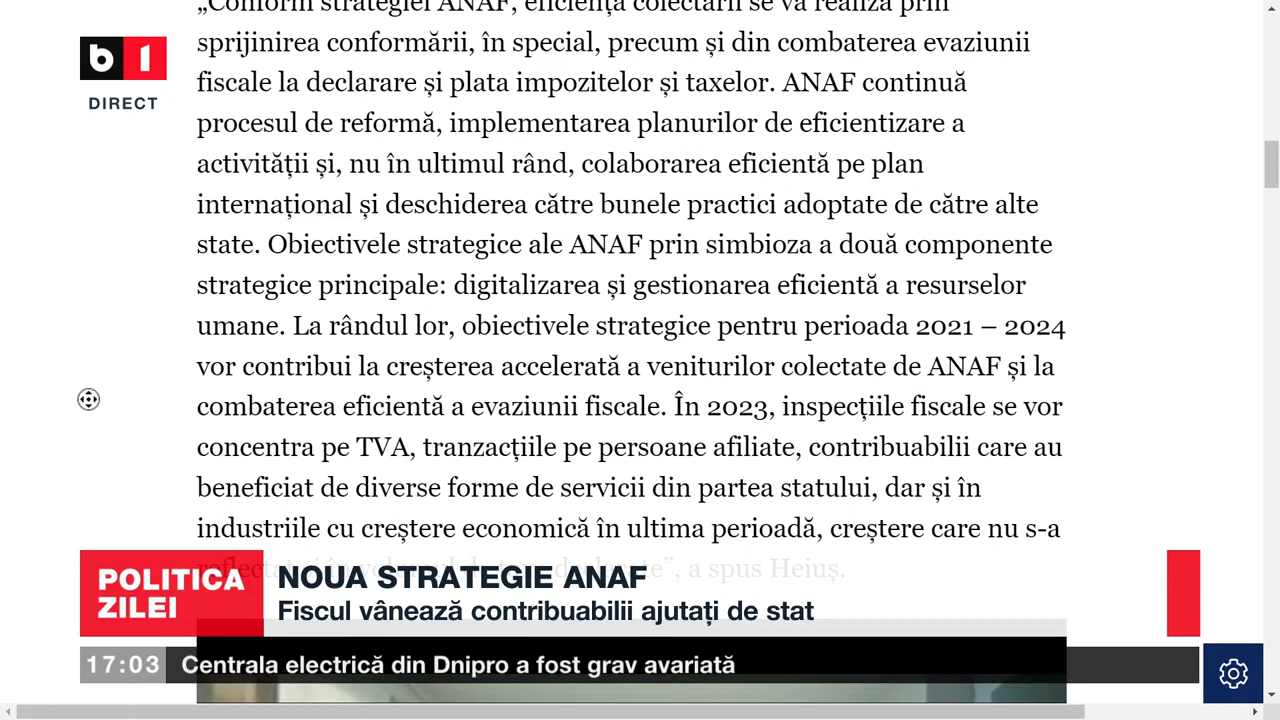 „Conform strategiei ANAF, eficiența colectării se va realiza prin
sprijinirea conformării, în special, precum și din combaterea evaziunii
fiscale la declarare și plata impozitelor și taxelor. ANAF continuă
procesul de reformă, implementarea planurilor de eficientizare a
activității și, nu în ultimul rând, colaborarea eficientă pe plan
internațional și deschiderea către bunele practici adoptate de către alte
state. Obiectivele strategice ale ANAF prin simbioza a două componente
strategice principale: digitalizarea și gestionarea eficientă a resurselor
umane. La rândul lor, obiectivele strategice pentru perioada 2021 – 2024
vor contribui la creșterea accelerată a veniturilor colectate de ANAF și la
combaterea eficientă a evaziunii fiscale. În 2023, inspecțiile fiscale se vor
concentra pe TVA, tranzacțiile pe persoane afiliate, contribuabilii care au
beneficiat de diverse forme de servicii din partea statului, dar și în
industriile cu creștere economică în ultima perioadă, creștere care nu s-a
”, a spus Heiuș.
b1
DIRECT
POLITICA
ZILEI
NOUA STRATEGIE ANAF
Fiscul vânează contribuabilii ajutați de stat
17:03 Centrala electrică din Dnipro a fost grav avariată